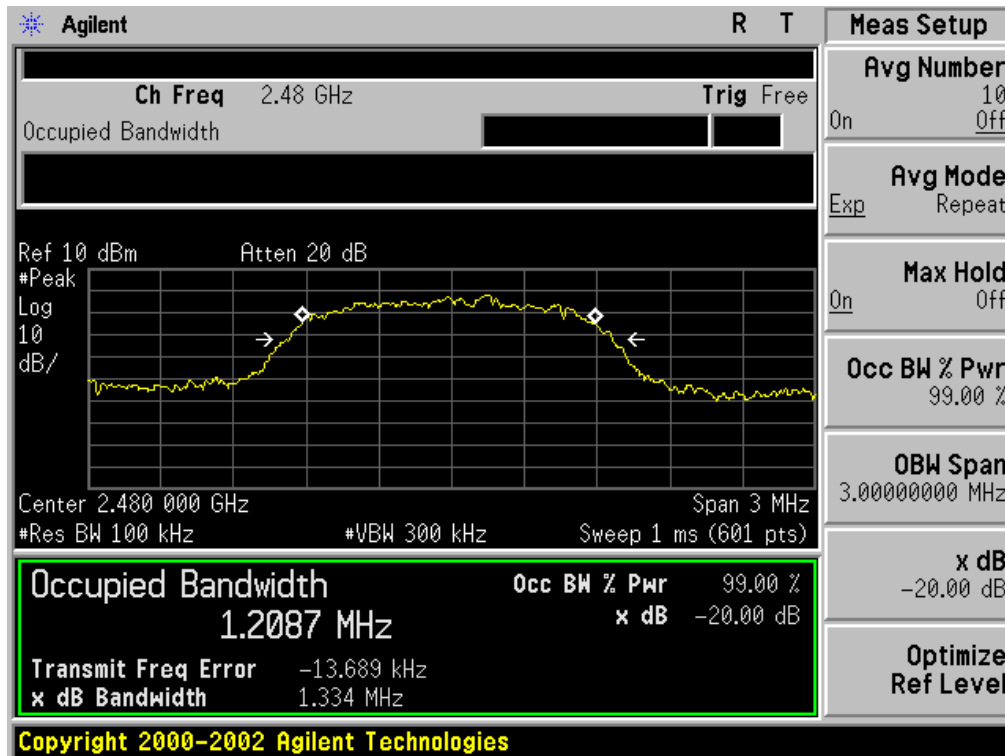 Agilent R T
Ch Freq 2.48 GHz Trig Free
Occupied Bandwidth
Ref 10 dBm Atten 20 dB
#Peak
Log
10
dB/
Center 2.480 000 GHz Span 3 MHz
#Res BW 100 kHz #VBW 300 kHz Sweep 1 ms (601 pts)
Occupied Bandwidth Occ BW % Pwr 99.00 %
1.2087 MHz x dB -20.00 dB
Transmit Freq Error -13.689 kHz
x dB Bandwidth 1.334 MHz
Copyright 2000-2002 Agilent Technologies
Meas Setup
Avg Number
10
On Off
Avg Mode
Exp Repeat
Max Hold
On Off
Occ BW % Pwr
99.00 %
OBW Span
3.00000000 MHz
x dB
-20.00 dB
Optimize
Ref Level